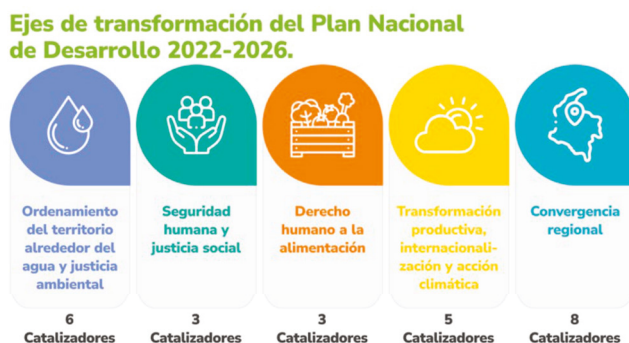 Ejes de transformación del Plan Nacional
de Desarrollo 2022-2026.
Ordenamiento
del territorio
alrededor del
agua y justicia
ambiental
6
Catalizadores
Seguridad
humana y
justicia social
3
Catalizadores
Derecho
humano a la
alimentación
3
Catalizadores
Transformación
productiva,
internacionali-
zación y acción
climática
5
Catalizadores
Convergencia
regional
8
Catalizadores